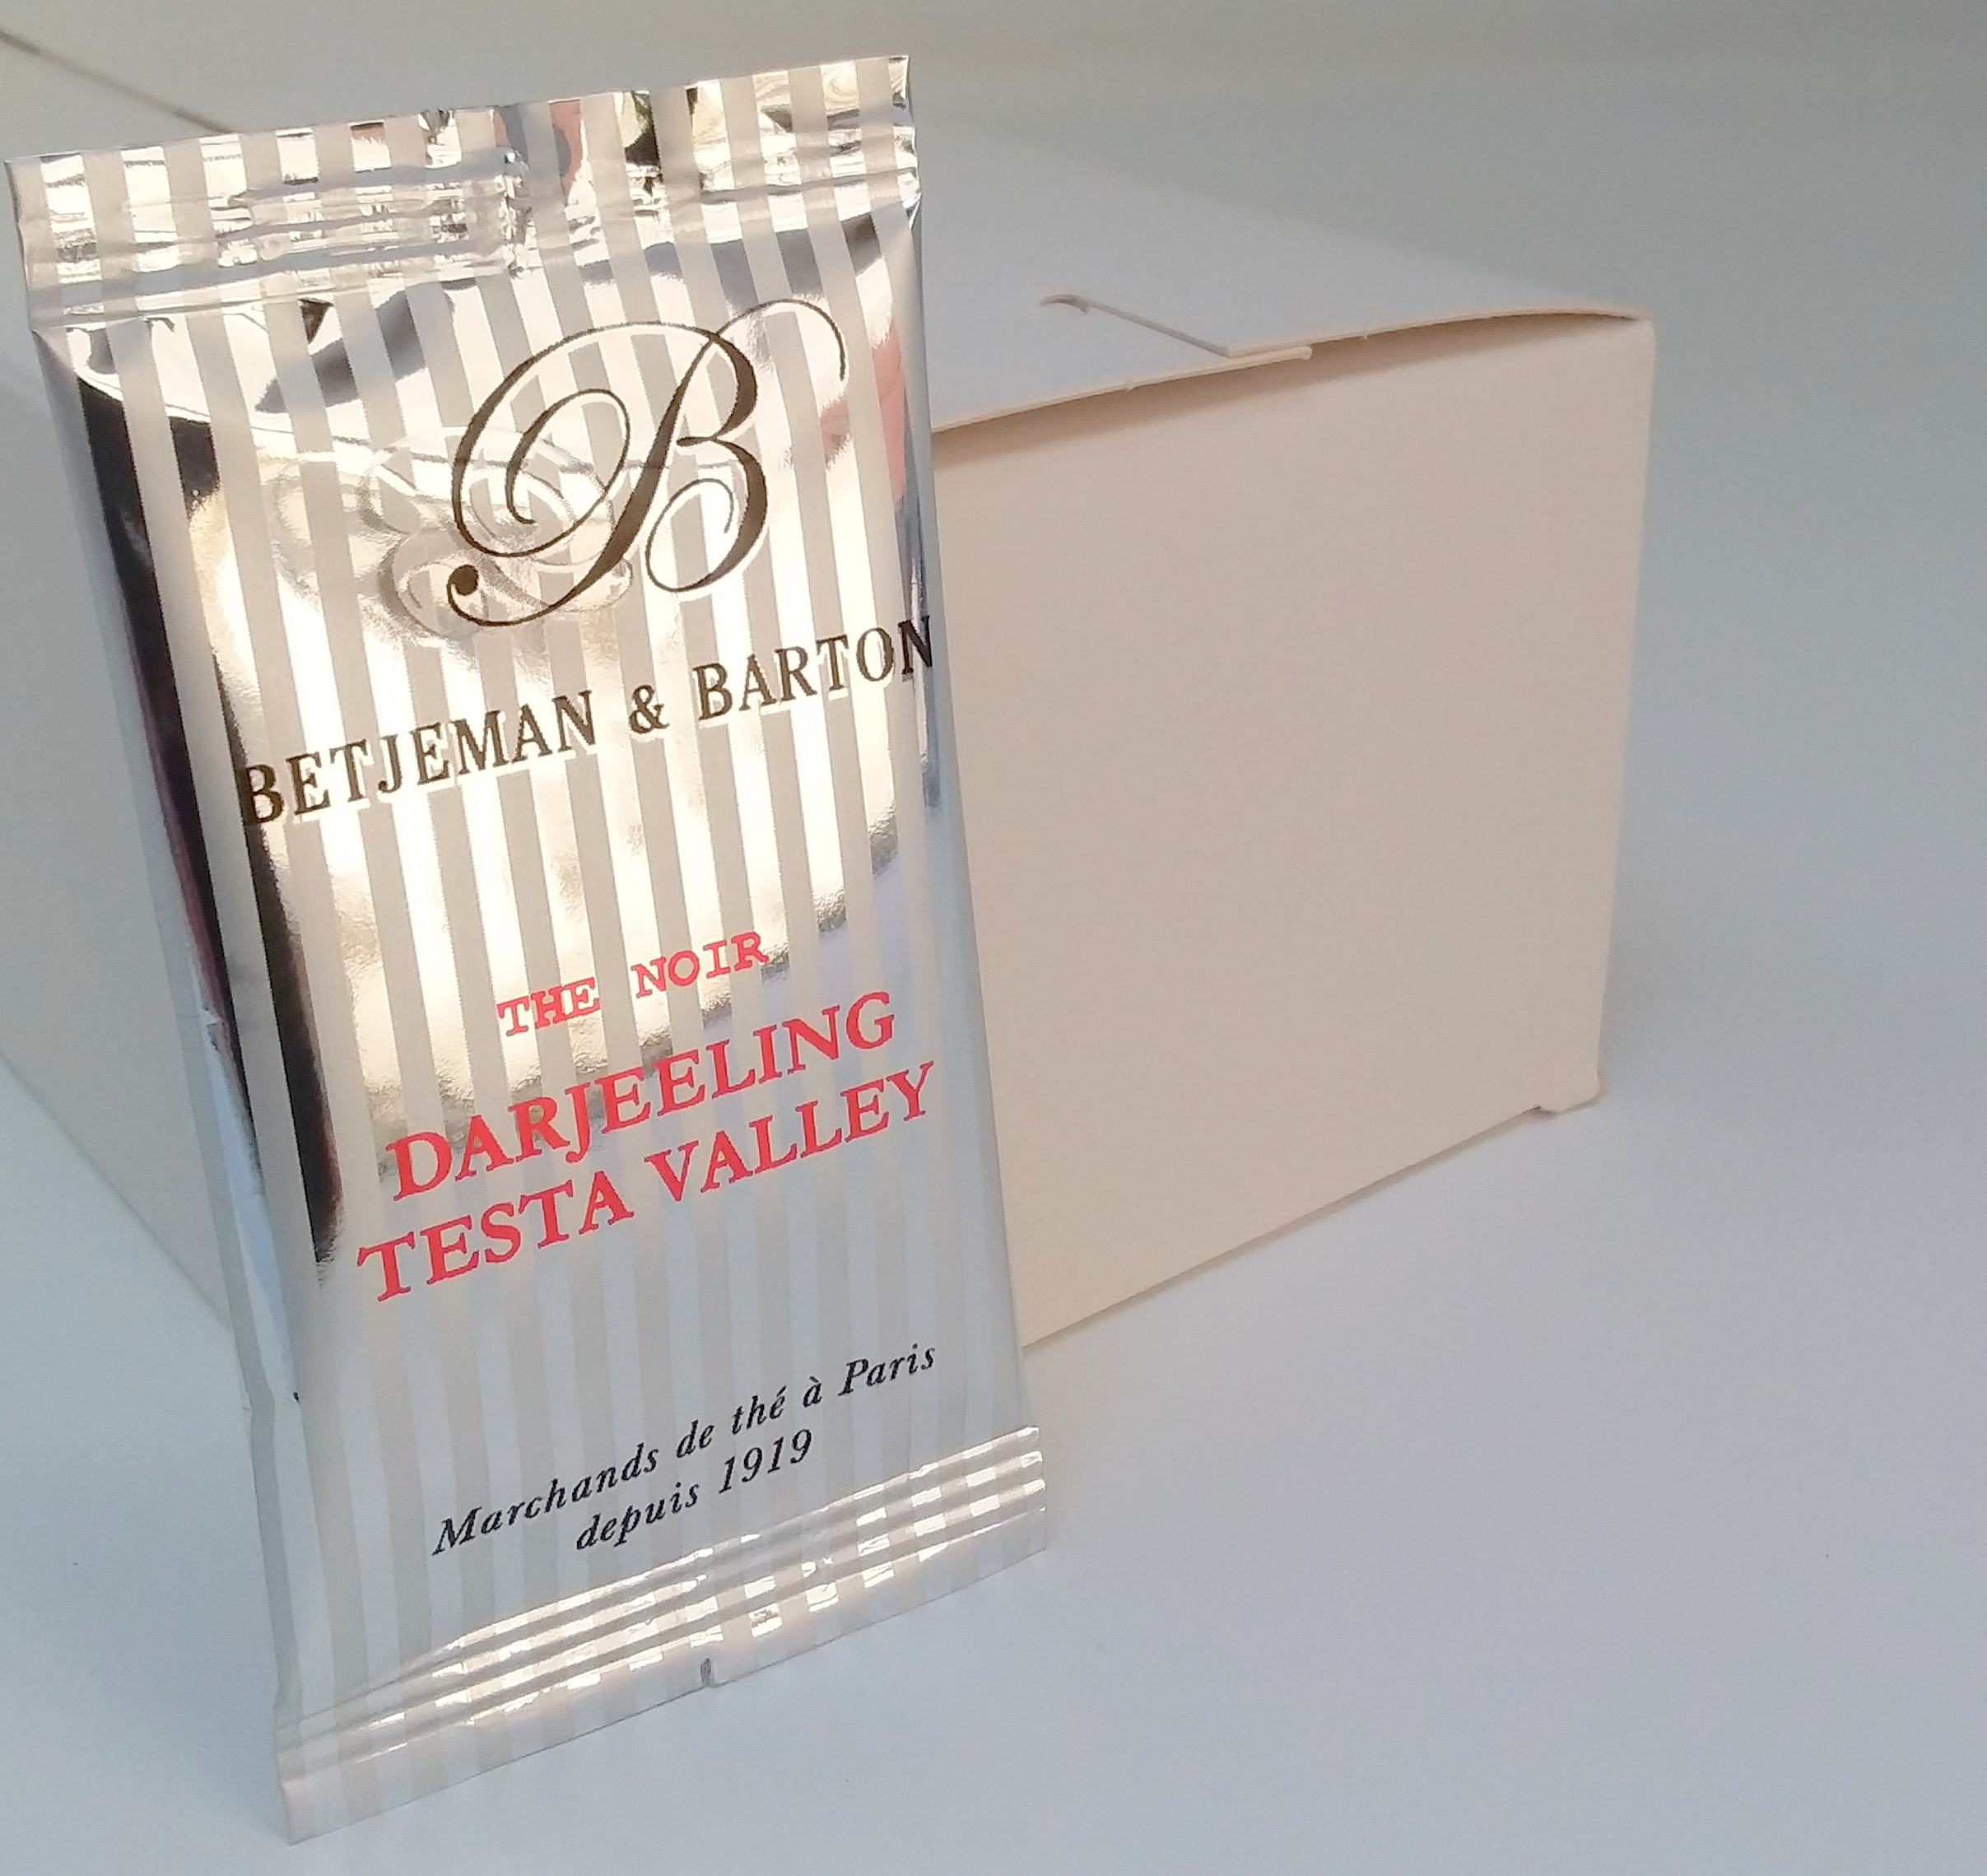 B
BETJEMAN & BARTON
THE NOIR
DARJEELING
TESTA VALLEY
Marchands de thé à Paris
depuis 1919